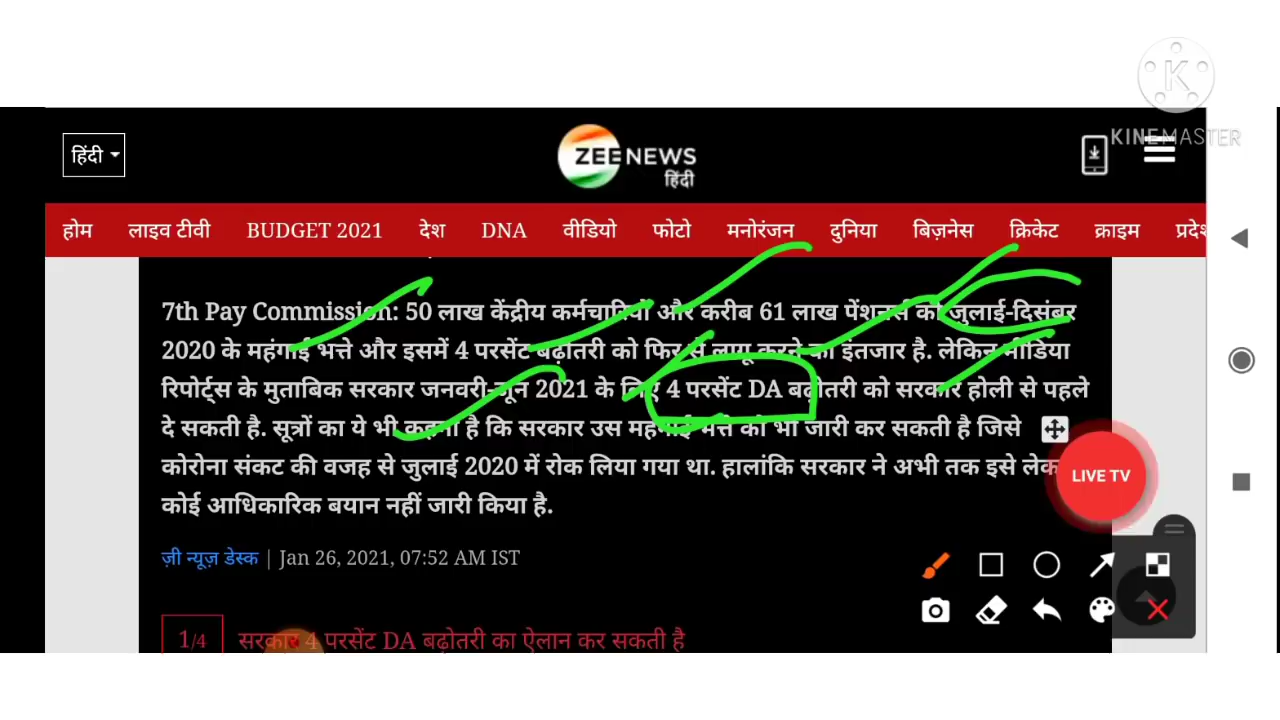 KINEMASTER
हिंदी
ZEE NEWS
हिंदी
होम लाइव टीवी BUDGET 2021 देश DNA वीडियो फोटो मनोरंजन दुनिया बिज़नेस क्रिकेट क्राइम प्रदेश
7th Pay Commission: 50 लाख केंद्रीय कर्मचारियों और करीब 61 लाख पेंशनर्स को जुलाई-दिसंबर
2020 के महंगाई भत्ते और इसमें 4 परसेंट बढ़ोतरी को फिर से लागू करने का इंतजार है. लेकिन मीडिया
रिपोर्ट्स के मुताबिक सरकार जनवरी-जून 2021 के लिए 4 परसेंट DA बढ़ोतरी को सरकार होली से पहले
दे सकती है. सूत्रों का ये भी कहना है कि सरकार उस महंगाई भत्ते को भी जारी कर सकती है जिसे
कोरोना संकट की वजह से जुलाई 2020 में रोक लिया गया था. हालांकि सरकार ने अभी तक इसे
कोई आधिकारिक बयान नहीं जारी किया है.
LIVE TV
ज़ी न्यूज़ डेस्क | Jan 26, 2021, 07:52 AM IST
1/4 सरकार 4 परसेंट DA बढ़ोतरी का ऐलान कर सकती है